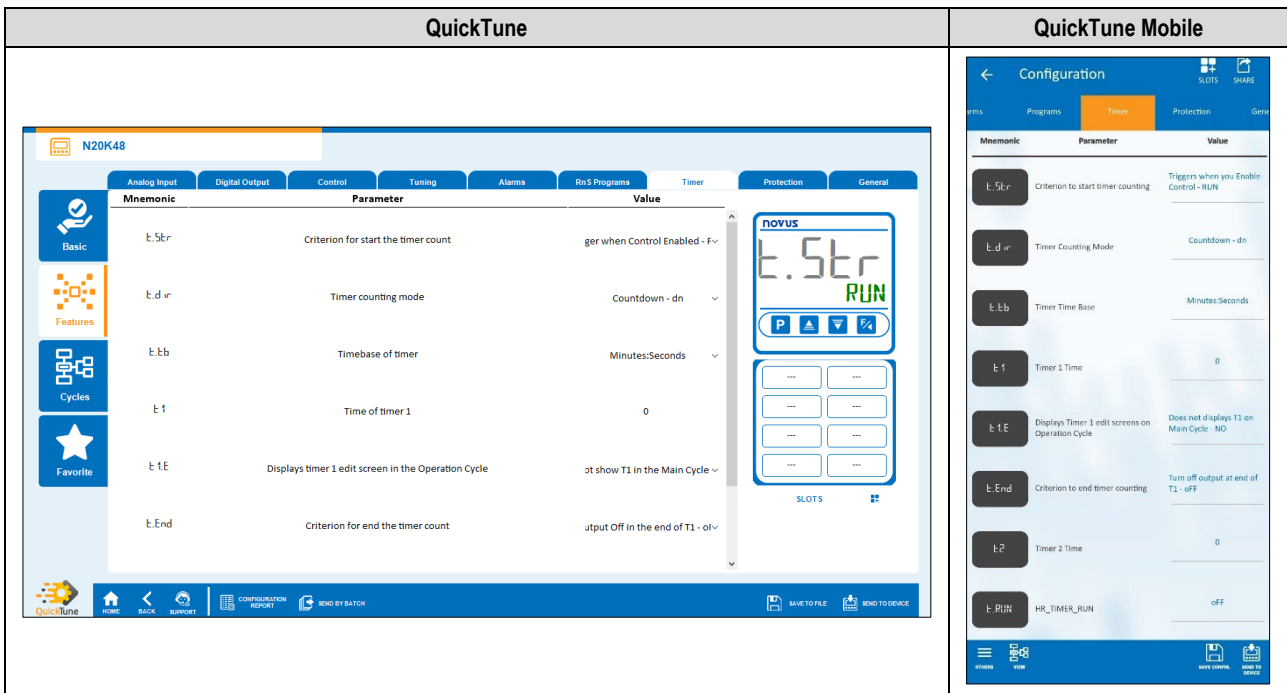 QuickTune
QuickTune Mobile
N20K48
Analog Input Digital Output Control Tuning Alarms RnS Programs Timer Protection General
Mnemonic Parameter Value
Basic
Features
Cycles
Favorite
t.Str Criterion for start the timer count ger when Control Enabled - F
t.d ir Timer counting mode Countdown - dn
t.tb Timebase of timer Minutes:Seconds
t1 Time of timer 1 0
t1.E Displays timer 1 edit screen in the Operation Cycle ot show T1 in the Main Cycle
t.End Criterion for end the timer count utput Off in the end of T1 - of
novus
t.Str
RUN
P F/
--- ---
--- ---
--- ---
--- ---
SLOTS
QuickTune HOME BACK SUPPORT CONFIGURATION REPORT SEND BY BATCH SAVE TO FILE SEND TO DEVICE
Configuration SLOTS SHARE
arms Programs Timer Protection Gene
Mnemonic Parameter Value
t.Str Criterion to start timer counting Triggers when you Enable
Control - RUN
t.d ir Timer Counting Mode Countdown - dn
t.tb Timer Time Base Minutes:Seconds
t1 Timer 1 Time 0
t1.E Displays Timer 1 edit screens on Does not displays T1 on
Operation Cycle Main Cycle - NO
t.End Criterion to end timer counting Turn off output at end of
T1 - oFF
t2 Timer 2 Time 0
t.RUN HR_TIMER_RUN oFF
OTHERS VIEW SAVE CONFIG. SEND TO
DEVICE